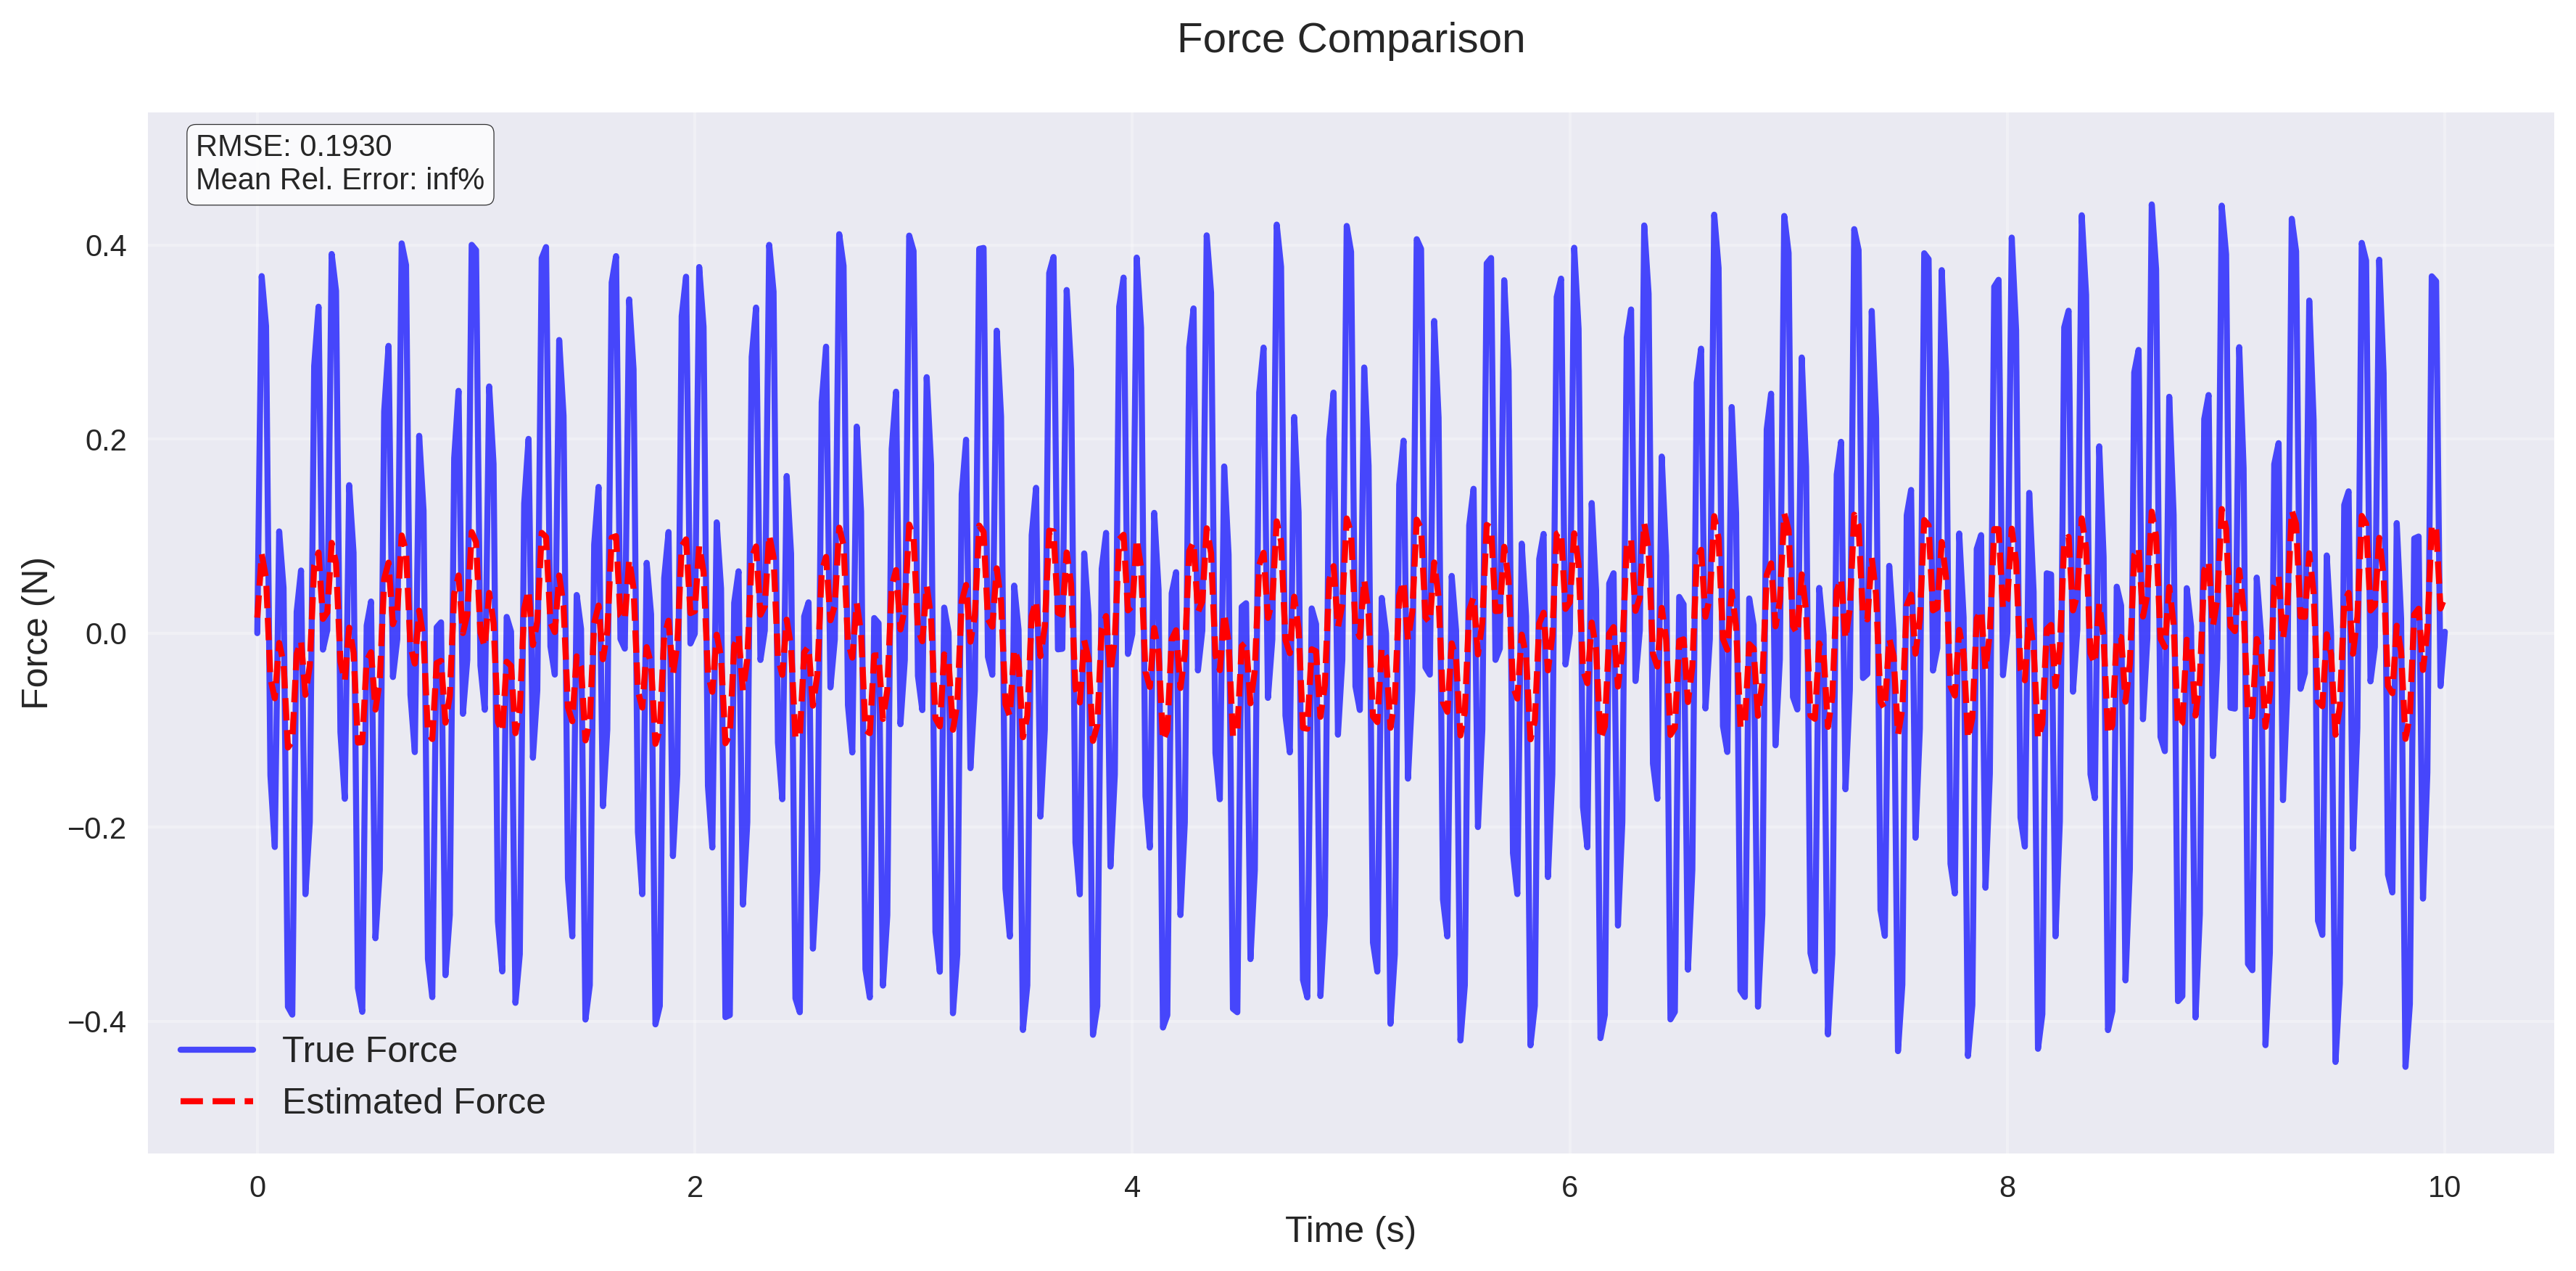 Force Comparison
RMSE: 0.1930
Mean Rel. Error: inf%
0.4
0.2
0.0
−0.2
−0.4
Force (N)
True Force
Estimated Force
0
2
4
6
8
10
Time (s)